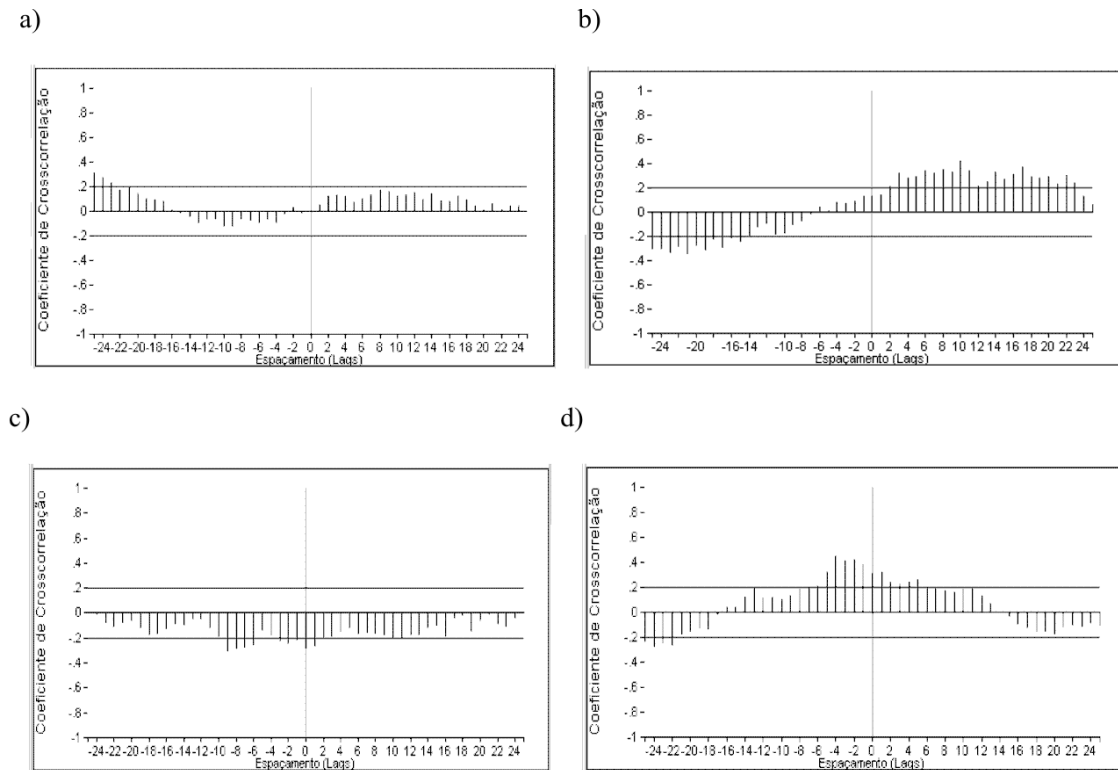 a)
b)
Coeficiente de Crosscorrelação
1
.8
.6
.4
.2
0
-.2
-.4
-.6
-.8
-1
-24-22-20-18-16-14-12-10-8 -6 -4 -2 0 2 4 6 8 10 12 14 16 18 20 22 24
Espaçamento (Lags)
Coeficiente de Crosscorrelação
1
.8
.6
.4
.2
0
-.2
-.4
-.6
-.8
-1
-24 -20 -16-14 -10-8 -6 -4 -2 0 2 4 6 8 10 12 14 16 18 20 22 24
Espaçamento (Lags)
c)
d)
Coeficiente de Crosscorrelação
1
.8
.6
.4
.2
0
-.2
-.4
-.6
-.8
-1
-24-22-20-18-16-14-12-10-8 -6 -4 -2 0 2 4 6 8 10 12 14 16 18 20 22 24
Espaçamento (Lags)
Coeficiente de Crosscorrelação
1
.8
.6
.4
.2
0
-.2
-.4
-.6
-.8
-1
-24-22-20-18-16-14-12-10-8 -6 -4 -2 0 2 4 6 8 10 12 14 16 18 20 22 24
Espaçamento (Lags)